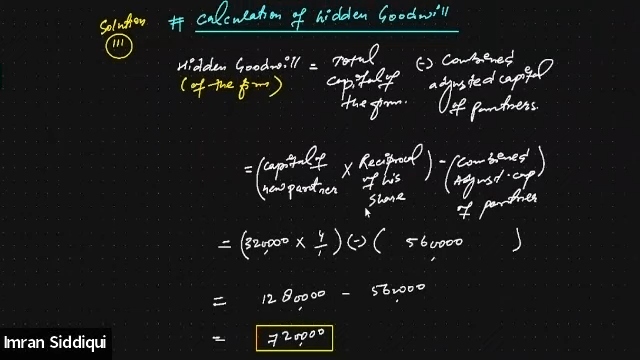 Solution
III
# Calculation of hidden Goodwill
Hidden Goodwill = Total (-) Combined
(of the firm) capital of adjusted capital
the firm. of partners.
= (capital of × Reciprocal) - (Combined)
new partner of his Adjust. cap
share of partner
= (320000 × 4/1) (-) ( 560000 )
= 1280000 - 560000
= 720000
Imran Siddiqui